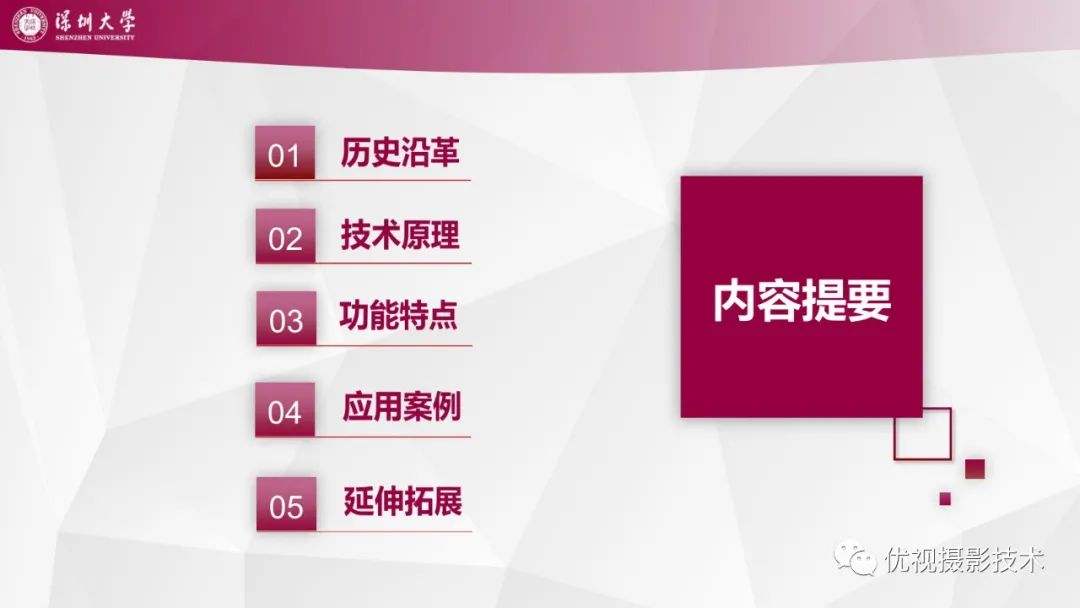 深圳大学
SHENZHEN UNIVERSITY
01 历史沿革
02 技术原理
03 功能特点
04 应用案例
05 延伸拓展
内容提要
优视摄影技术